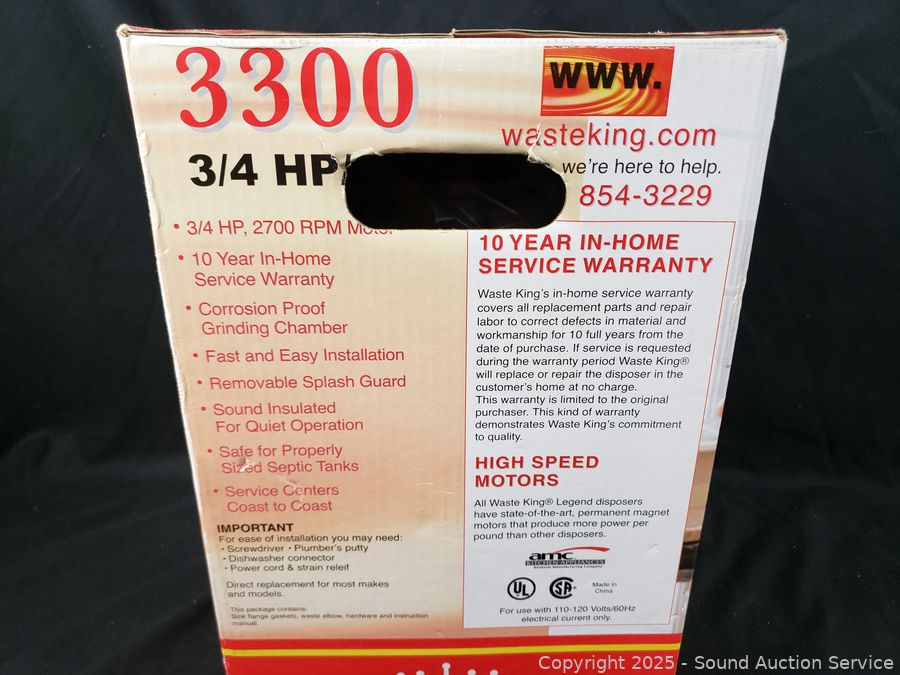 3300
3/4 HP
www.
wasteking.com
we're here to help.
854-3229
• 3/4 HP, 2700 RPM Motor
• 10 Year In-Home
Service Warranty
• Corrosion Proof
Grinding Chamber
• Fast and Easy Installation
• Removable Splash Guard
• Sound Insulated
For Quiet Operation
• Safe for Properly
Sized Septic Tanks
• Service Centers
Coast to Coast
IMPORTANT
For ease of installation you may need:
• Screwdriver • Plumber's putty
• Dishwasher connector
• Power cord & strain releif
Direct replacement for most makes
and models.
This package contains:
Sink flange gaskets, waste elbow, hardware and instruction
manual.
10 YEAR IN-HOME
SERVICE WARRANTY
Waste King's in-home service warranty
covers all replacement parts and repair
labor to correct defects in material and
workmanship for 10 full years from the
date of purchase. If service is requested
during the warranty period Waste King®
will replace or repair the disposer in the
customer's home at no charge.
This warranty is limited to the original
purchaser. This kind of warranty
demonstrates Waste King's commitment
to quality.
HIGH SPEED
MOTORS
All Waste King® Legend disposers
have state-of-the-art, permanent magnet
motors that produce more power per
pound than other disposers.
amc
KITCHEN APPLIANCES
Anaheim Manufacturing Company
UL
SA
Made in
China
For use with 110-120 Volts/60Hz
electrical current only.
Copyright 2025 - Sound Auction Service